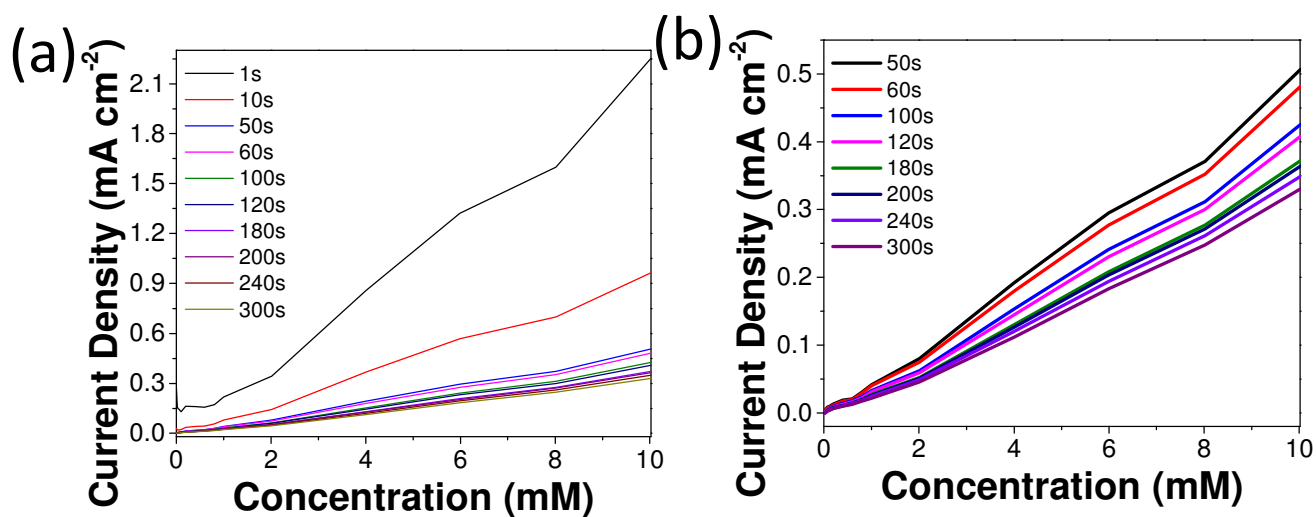 (a)
Current Density (mA cm-2)
2.1
1.8
1.5
1.2
0.9
0.6
0.3
0.0
1s
10s
50s
60s
100s
120s
180s
200s
240s
300s
0 2 4 6 8 10
Concentration (mM)
(b)
Current Density (mA cm-2)
0.5
0.4
0.3
0.2
0.1
0.0
50s
60s
100s
120s
180s
200s
240s
300s
0 2 4 6 8 10
Concentration (mM)